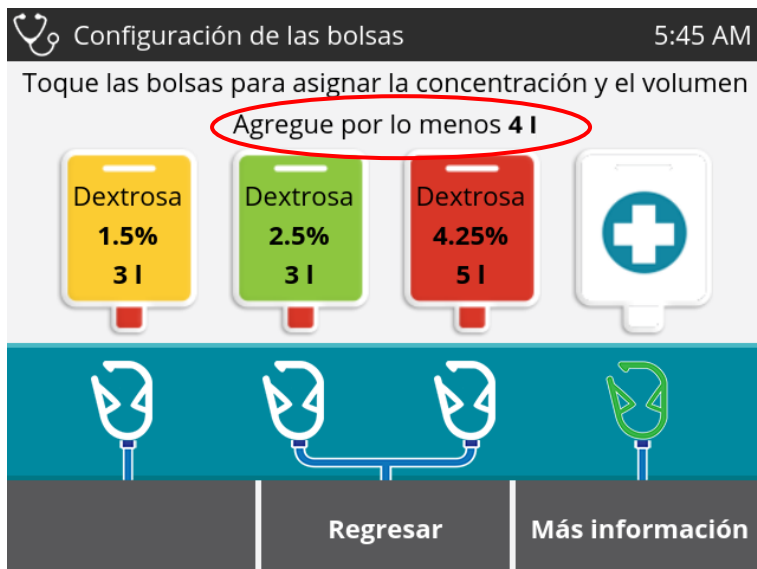 Configuración de las bolsas 5:45 AM
Toque las bolsas para asignar la concentración y el volumen
Agregue por lo menos 4 l
Dextrosa
1.5%
3 l
Dextrosa
2.5%
3 l
Dextrosa
4.25%
5 l
Regresar
Más información